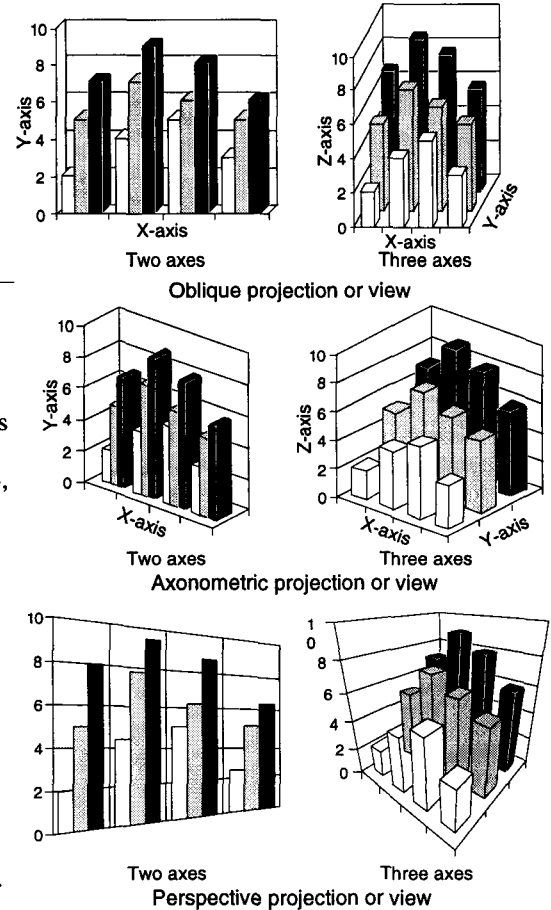 10
8
6
4
2
0
Y-axis
X-axis
Two axes
10
8
6
4
2
0
Z-axis
X-axis
Y-axis
Three axes
Oblique projection or view
10
8
6
4
2
0
Y-axis
X-axis
Two axes
10
8
6
4
2
0
Z-axis
X-axis
Y-axis
Three axes
Axonometric projection or view
s
,
10
8
6
4
2
0
Two axes
1
0
8
6
4
2
0
Three axes
Perspective projection or view
.